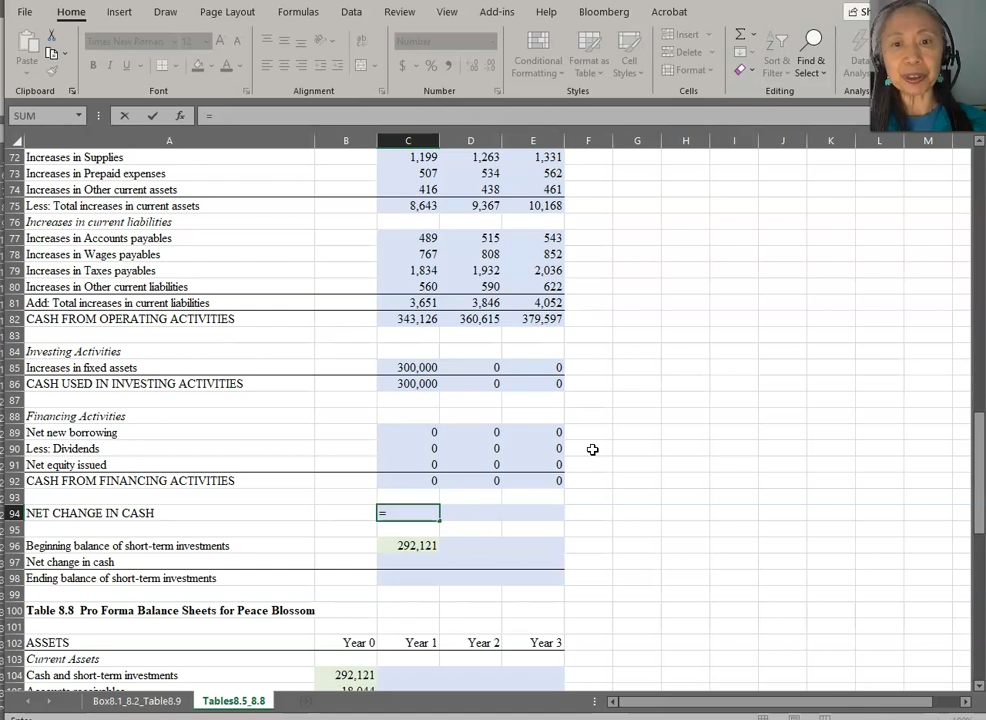 File Home Insert Draw Page Layout Formulas Data Review View Add-ins Help Bloomberg Acrobat
Times New Roman 12 Number Insert
Paste Conditional Formatting Format as Table Cell Styles Delete Sort & Filter Find & Select Data
Format
Clipboard Font Alignment Number Styles Cells Editing
SUM =
A B C D E F G H I J K L M
72 Increases in Supplies 1,199 1,263 1,331
73 Increases in Prepaid expenses 507 534 562
74 Increases in Other current assets 416 438 461
75 Less: Total increases in current assets 8,643 9,367 10,168
76 Increases in current liabilities
77 Increases in Accounts payables 489 515 543
78 Increases in Wages payables 767 808 852
79 Increases in Taxes payables 1,834 1,932 2,036
80 Increases in Other current liabilities 560 590 622
81 Add: Total increases in current liabilities 3,651 3,846 4,052
82 CASH FROM OPERATING ACTIVITIES 343,126 360,615 379,597
83
84 Investing Activities
85 Increases in fixed assets 300,000 0 0
86 CASH USED IN INVESTING ACTIVITIES 300,000 0 0
87
88 Financing Activities
89 Net new borrowing 0 0 0
90 Less: Dividends 0 0 0
91 Net equity issued 0 0 0
92 CASH FROM FINANCING ACTIVITIES 0 0 0
93
94 NET CHANGE IN CASH =
95
96 Beginning balance of short-term investments 292,121
97 Net change in cash
98 Ending balance of short-term investments
99
100 Table 8.8 Pro Forma Balance Sheets for Peace Blossom
101
102 ASSETS Year 0 Year 1 Year 2 Year 3
103 Current Assets
104 Cash and short-term investments 292,121
Accounts receivables 18,044
Box8.1_8.2_Table8.9 Tables8.5_8.8